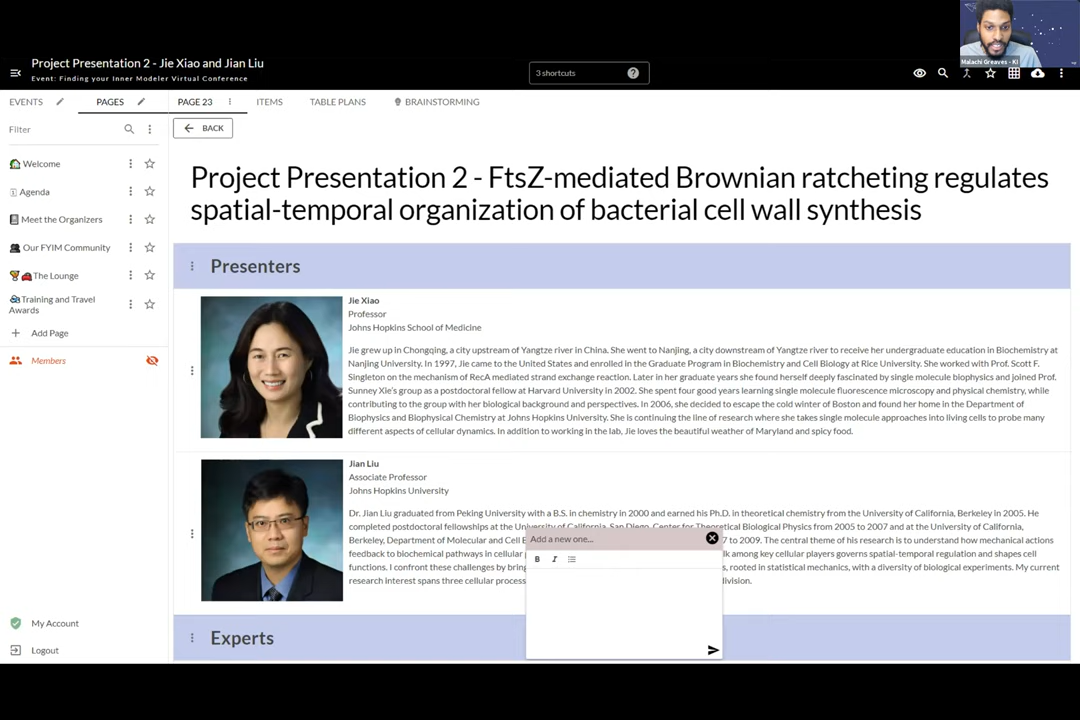 Malachi Greaves - KI
Project Presentation 2 - Jie Xiao and Jian Liu
Event: Finding your Inner Modeler Virtual Conference
3 shortcuts ?
EVENTS
PAGES
PAGE 23
ITEMS
TABLE PLANS
BRAINSTORMING
Filter
BACK
Welcome
Agenda
Meet the Organizers
Our FYIM Community
The Lounge
Training and Travel
Awards
Add Page
Members
My Account
Logout
Project Presentation 2 - FtsZ-mediated Brownian ratcheting regulates
spatial-temporal organization of bacterial cell wall synthesis
Presenters
Jie Xiao
Professor
Johns Hopkins School of Medicine
Jie grew up in Chongqing, a city upstream of Yangtze river in China. She went to Nanjing, a city downstream of Yangtze river to receive her undergraduate education in Biochemistry at
Nanjing University. In 1997, Jie came to the United States and enrolled in the Graduate Program in Biochemistry and Cell Biology at Rice University. She worked with Prof. Scott F.
Singleton on the mechanism of RecA mediated strand exchange reaction. Later in her graduate years she found herself deeply fascinated by single molecule biophysics and joined Prof.
Sunney Xie's group as a postdoctoral fellow at Harvard University in 2002. She spent four good years learning single molecule fluorescence microscopy and physical chemistry, while
contributing to the group with her biological background and perspectives. In 2006, she decided to escape the cold winter of Boston and found her home in the Department of
Biophysics and Biophysical Chemistry at Johns Hopkins University. She is continuing the line of research where she takes single molecule approaches into living cells to probe many
different aspects of cellular dynamics. In addition to working in the lab, Jie loves the beautiful weather of Maryland and spicy food.
Jian Liu
Associate Professor
Johns Hopkins University
Dr. Jian Liu graduated from Peking University with a B.S. in chemistry in 2000 and earned his Ph.D. in theoretical chemistry from the University of California, Berkeley in 2005. He
completed postdoctoral fellowships at the University of California, San Diego, Center for Theoretical Biological Physics from 2005 to 2007 and at the University of California,
Berkeley, Department of Molecular and Cell 7 to 2009. The central theme of his research is to understand how mechanical actions
feedback to biochemical pathways in cellular among key cellular players governs spatial-temporal regulation and shapes cell
functions. I confront these challenges by rooted in statistical mechanics, with a diversity of biological experiments. My current
research interest spans three cellular
Add a new one...
B I
Experts